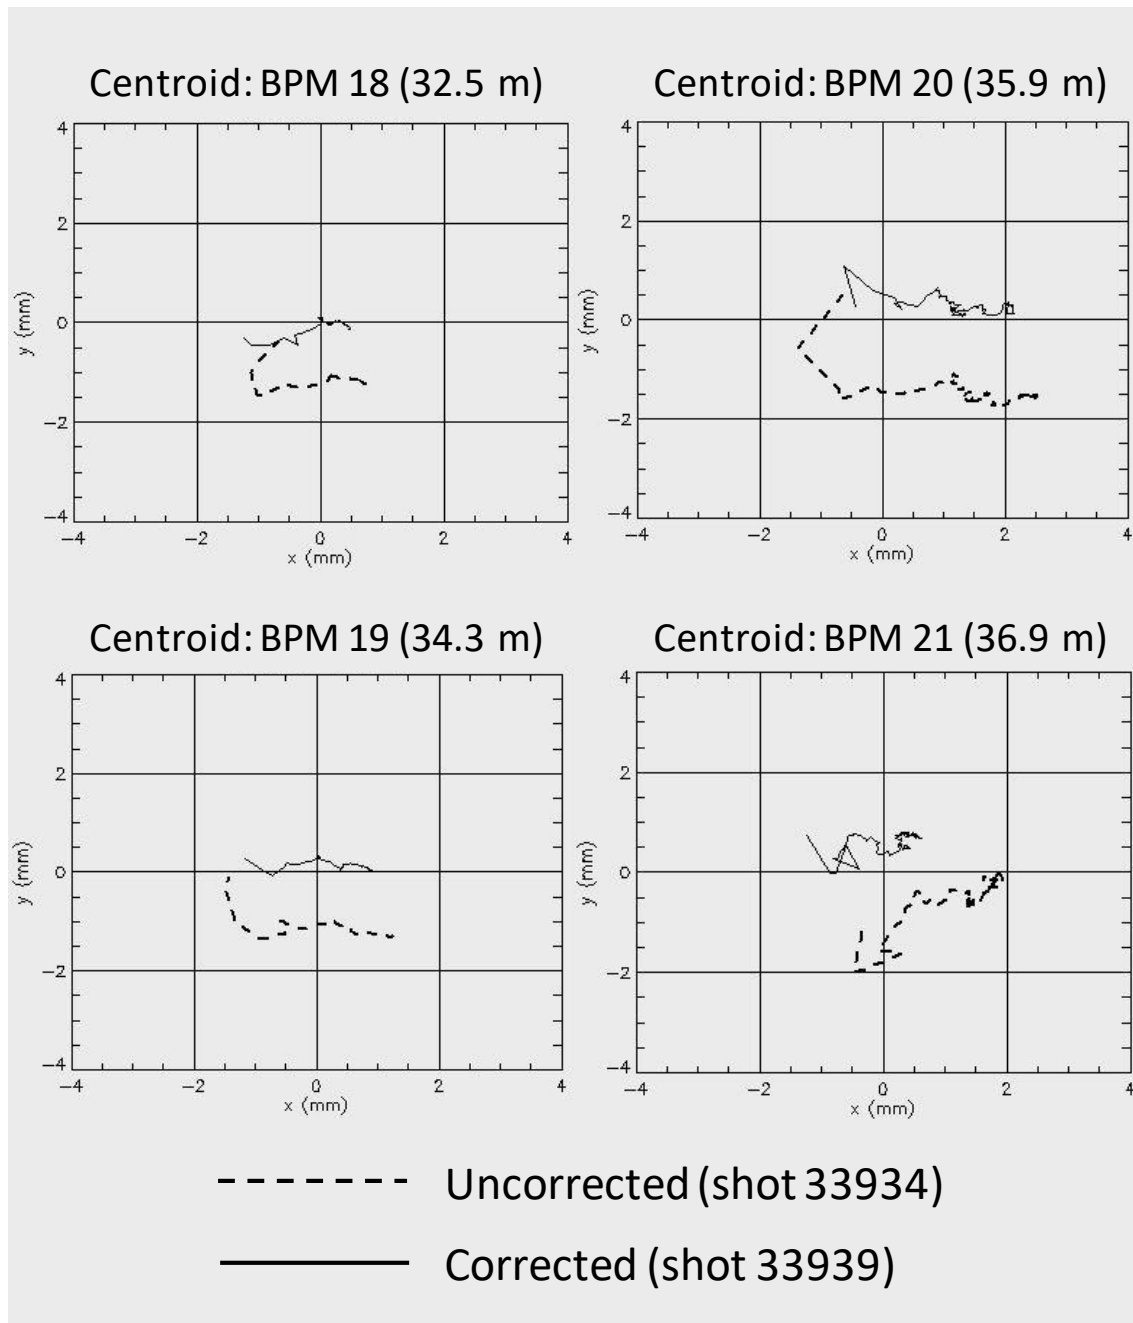 Centroid: BPM 18 (32.5 m)
4
2
0
−2
−4
y (mm)
−4 −2 0 2 4
x (mm)
Centroid: BPM 20 (35.9 m)
4
2
0
−2
−4
y (mm)
−4 −2 0 2 4
x (mm)
Centroid: BPM 19 (34.3 m)
4
2
0
−2
−4
y (mm)
−4 −2 0 2 4
x (mm)
Centroid: BPM 21 (36.9 m)
4
2
0
−2
−4
y (mm)
−4 −2 0 2 4
x (mm)
Uncorrected (shot 33934)
Corrected (shot 33939)